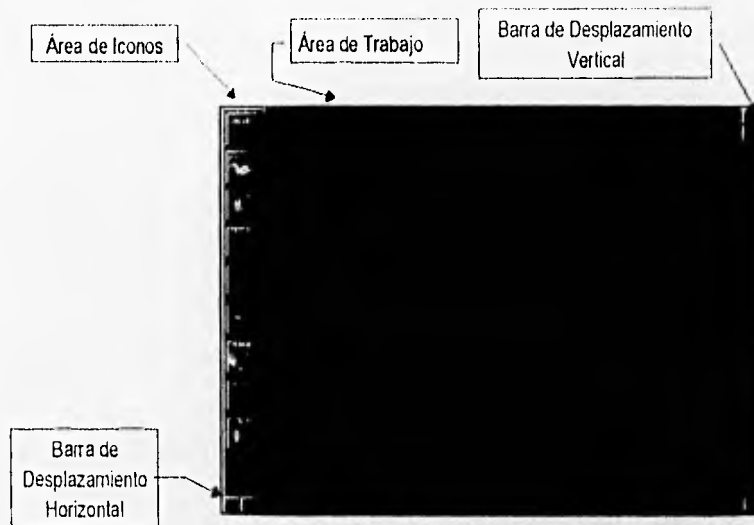 Área de Iconos
Área de Trabajo
Barra de Desplazamiento
Vertical
Barra de
Desplazamiento
Horizontal